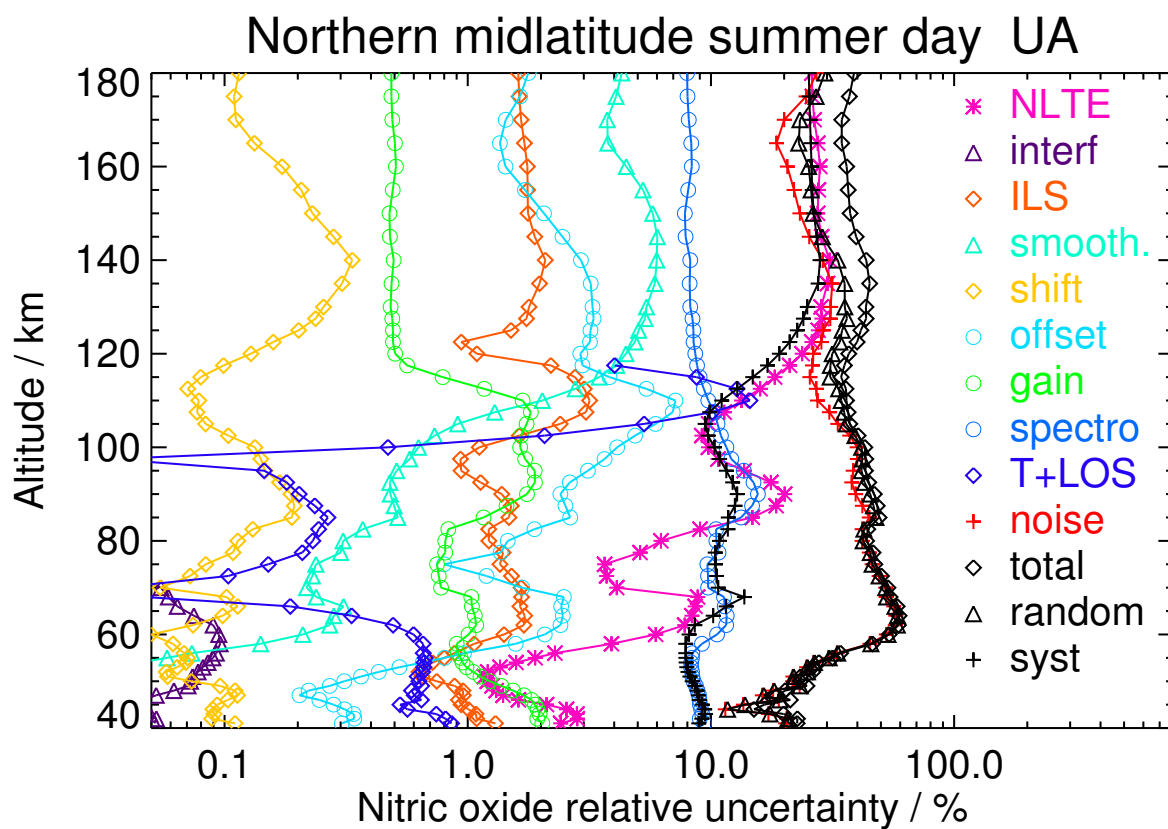 Northern midlatitude summer day UA
180
160
140
120
100
80
60
40
Altitude / km
NLTE
interf
ILS
smooth.
shift
offset
gain
spectro
T+LOS
noise
total
random
syst
0.1 1.0 10.0 100.0
Nitric oxide relative uncertainty / %